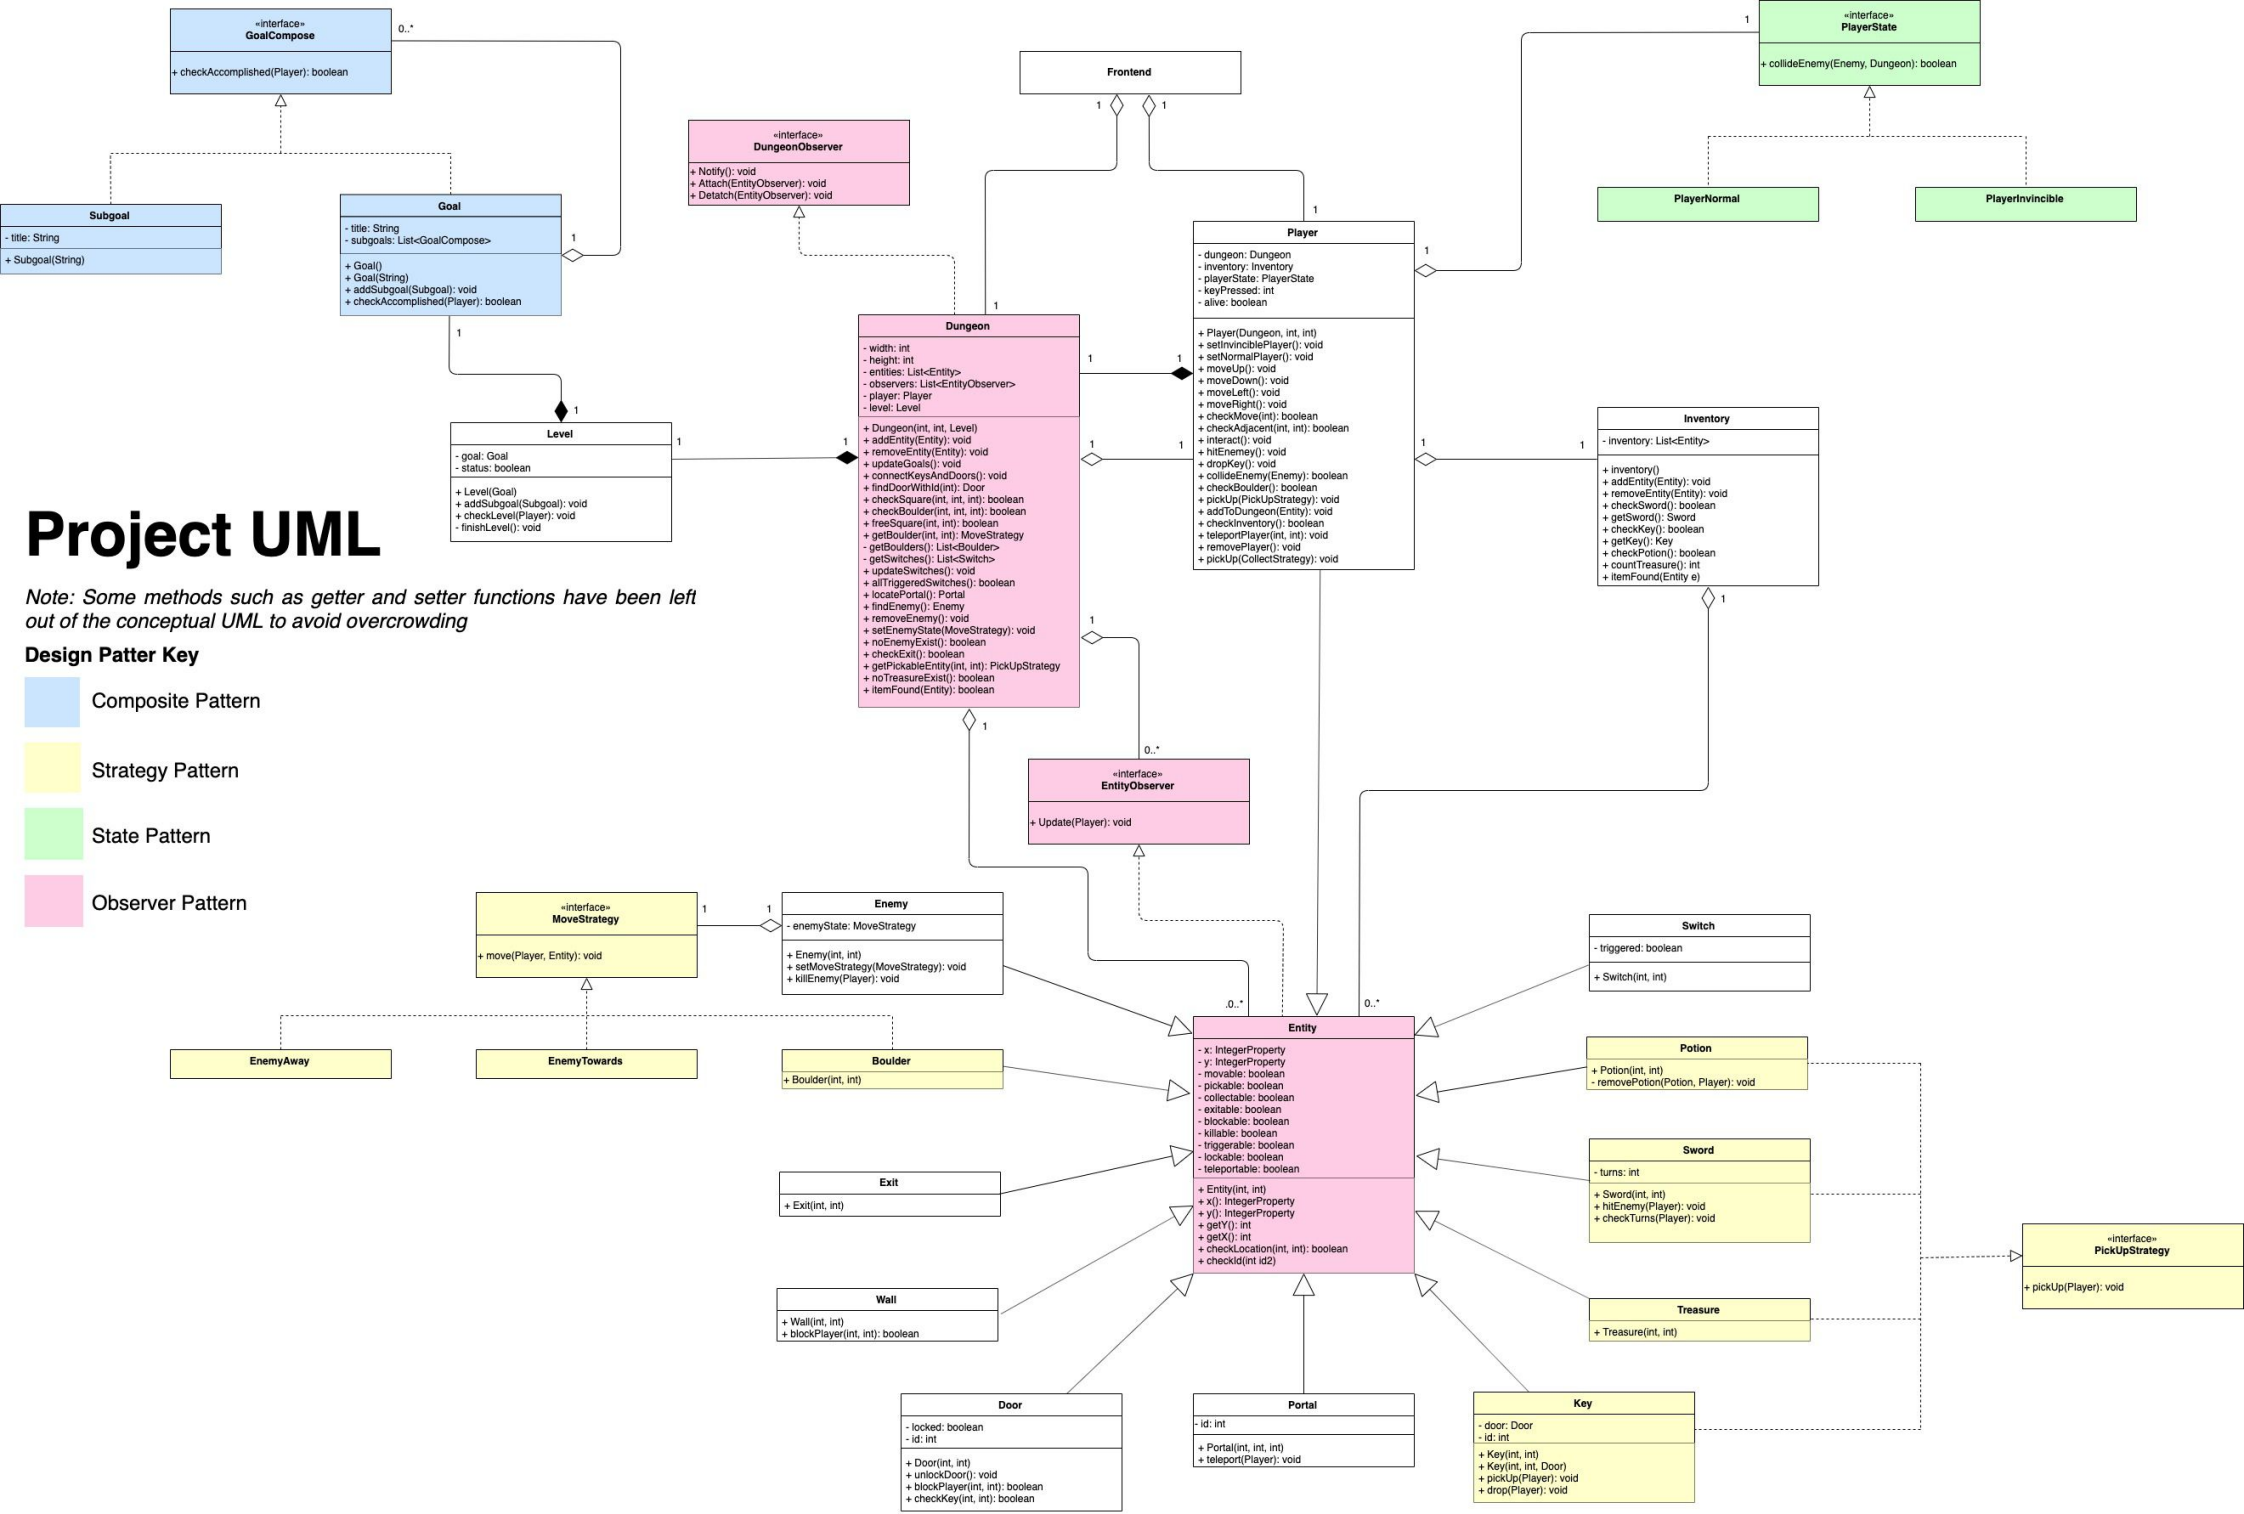 «interface»
GoalCompose
+ checkAccomplished(Player): boolean
0..*
Subgoal
- title: String
+ Subgoal(String)
Goal
- title: String
- subgoals: List<GoalCompose>
+ Goal()
+ Goal(String)
+ addSubgoal(Subgoal): void
+ checkAccomplished(Player): boolean
1
1
1
Level
- goal: Goal
- status: boolean
+ Level(Goal)
+ addSubgoal(Subgoal): void
+ checkLevel(Player): void
- finishLevel(): void
1
1
«interface»
DungeonObserver
+ Notify(): void
+ Attach(EntityObserver): void
+ Detatch(EntityObserver): void
Frontend
1
1
1
1
«interface»
PlayerState
+ collideEnemy(Enemy, Dungeon): boolean
1
PlayerNormal
PlayerInvincible
Dungeon
- width: int
- height: int
- entities: List<Entity>
- observers: List<EntityObserver>
- player: Player
- level: Level
+ Dungeon(int, int, Level)
+ addEntity(Entity): void
+ removeEntity(Entity): void
+ updateGoals(): void
+ connectKeysAndDoors(): void
+ findDoorWithId(int): Door
+ checkSquare(int, int, int): boolean
+ checkBoulder(int, int, int): boolean
+ freeSquare(int, int): boolean
+ getBoulder(int, int): MoveStrategy
- getBoulders(): List<Boulder>
- getSwitches(): List<Switch>
+ updateSwitches(): void
+ allTriggeredSwitches(): boolean
+ locatePortal(): Portal
+ findEnemy(): Enemy
+ removeEnemy(): void
+ setEnemyState(MoveStrategy): void
+ noEnemyExist(): boolean
+ checkExit(): boolean
+ getPickableEntity(int, int): PickUpStrategy
+ noTreasureExist(): boolean
+ itemFound(Entity): boolean
1
1
1
1
1
1
0..*
Player
- dungeon: Dungeon
- inventory: Inventory
- playerState: PlayerState
- keyPressed: int
- alive: boolean
+ Player(Dungeon, int, int)
+ setInvinciblePlayer(): void
+ setNormalPlayer(): void
+ moveUp(): void
+ moveDown(): void
+ moveLeft(): void
+ moveRight(): void
+ checkMove(int): boolean
+ checkAdjacent(int, int): boolean
+ interact(): void
+ hitEnemey(): void
+ dropKey(): void
+ collideEnemy(Enemy): boolean
+ checkBoulder(): boolean
+ pickUp(PickUpStrategy): void
+ addToDungeon(Entity): void
+ checkInventory(): boolean
+ teleportPlayer(int, int): void
+ removePlayer(): void
+ pickUp(CollectStrategy): void
1
1
1
Inventory
- inventory: List<Entity>
+ inventory()
+ addEntity(Entity): void
+ removeEntity(Entity): void
+ checkSword(): boolean
+ getSword(): Sword
+ checkKey(): boolean
+ getKey(): Key
+ checkPotion(): boolean
+ countTreasure(): int
+ itemFound(Entity e)
1
Project UML
Note: Some methods such as getter and setter functions have been left
out of the conceptual UML to avoid overcrowding
Design Patter Key
Composite Pattern
Strategy Pattern
State Pattern
Observer Pattern
«interface»
EntityObserver
+ Update(Player): void
«interface»
MoveStrategy
+ move(Player, Entity): void
1
1
Enemy
- enemyState: MoveStrategy
+ Enemy(int, int)
+ setMoveStrategy(MoveStrategy): void
+ killEnemy(Player): void
.0..*
0..*
EnemyAway
EnemyTowards
Boulder
+ Boulder(int, int)
Exit
+ Exit(int, int)
Wall
+ Wall(int, int)
+ blockPlayer(int, int): boolean
Entity
- x: IntegerProperty
- y: IntegerProperty
- movable: boolean
- pickable: boolean
- collectable: boolean
- exitable: boolean
- blockable: boolean
- killable: boolean
- triggerable: boolean
- lockable: boolean
- teleportable: boolean
+ Entity(int, int)
+ x(): IntegerProperty
+ y(): IntegerProperty
+ getY(): int
+ getX(): int
+ checkLocation(int, int): boolean
+ checkId(int id2)
Switch
- triggered: boolean
+ Switch(int, int)
Potion
+ Potion(int, int)
- removePotion(Potion, Player): void
Sword
- turns: int
+ Sword(int, int)
+ hitEnemy(Player): void
+ checkTurns(Player): void
Treasure
+ Treasure(int, int)
«interface»
PickUpStrategy
+ pickUp(Player): void
Door
- locked: boolean
- id: int
+ Door(int, int)
+ unlockDoor(): void
+ blockPlayer(int, int): boolean
+ checkKey(int, int): boolean
Portal
- id: int
+ Portal(int, int, int)
+ teleport(Player): void
Key
- door: Door
- id: int
+ Key(int, int)
+ Key(int, int, Door)
+ pickUp(Player): void
+ drop(Player): void